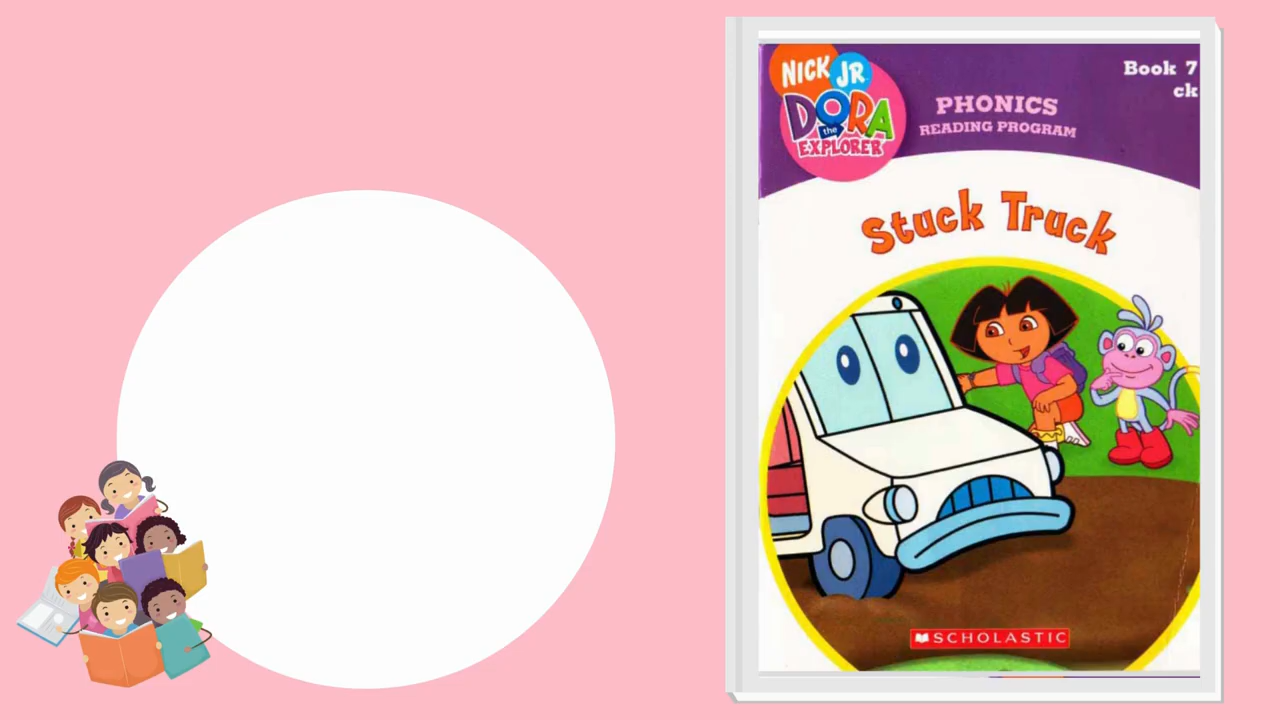 NICK JR
DORA
the
EXPLORER
PHONICS
READING PROGRAM
Book 7
ck
Stuck Truck
SCHOLASTIC